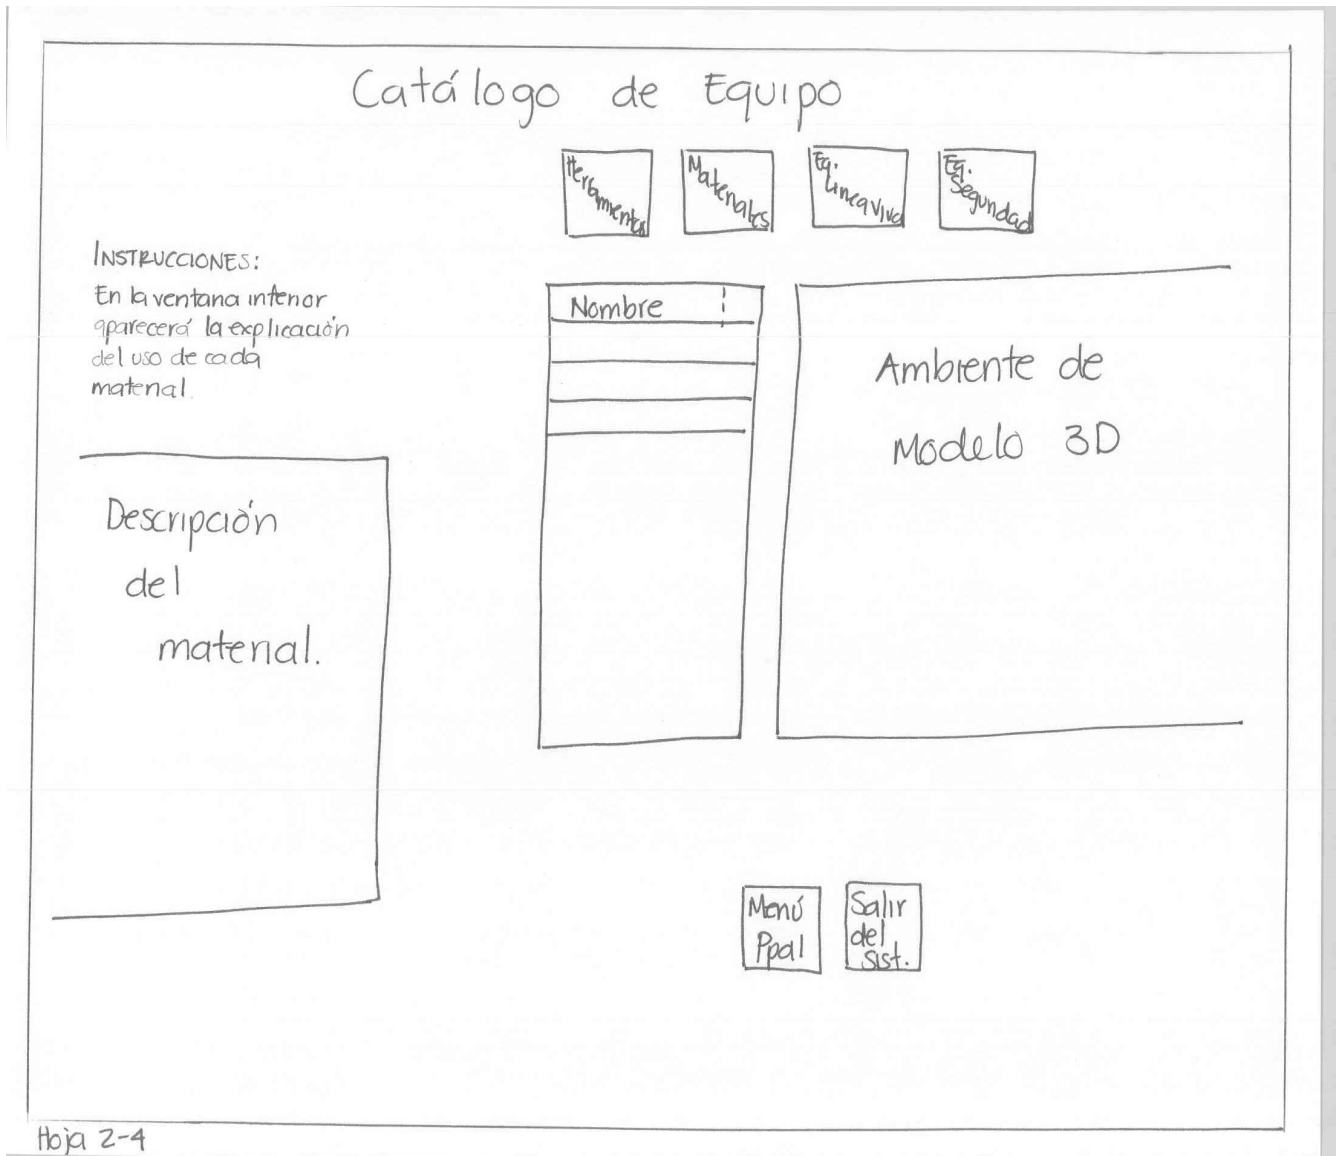 Catálogo de Equipo
Herramientas
Materiales
Eq.
Línea viva
Eq.
Seguridad
INSTRUCCIONES:
En la ventana inferior
aparecerá la explicación
del uso de cada
material.
Nombre
Ambiente de
Modelo 3D
Descripción
del
material.
Menú
Ppal
Salir
del
sist.
Hoja 2-4